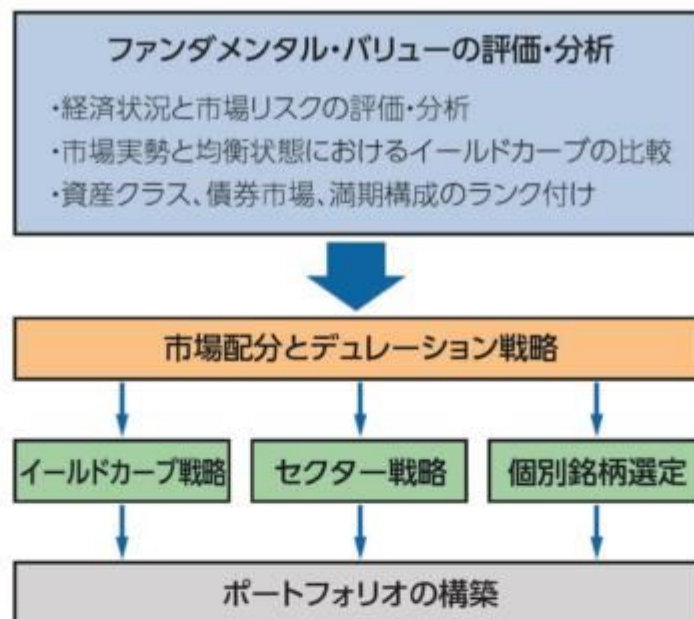 ファンダメンタル・バリューの評価・分析
・経済状況と市場リスクの評価・分析
・市場実勢と均衡状態におけるイールドカーブの比較
・資産クラス、債券市場、満期構成のランク付け
市場配分とデュレーション戦略
イールドカーブ戦略 セクター戦略 個別銘柄選定
ポートフォリオの構築